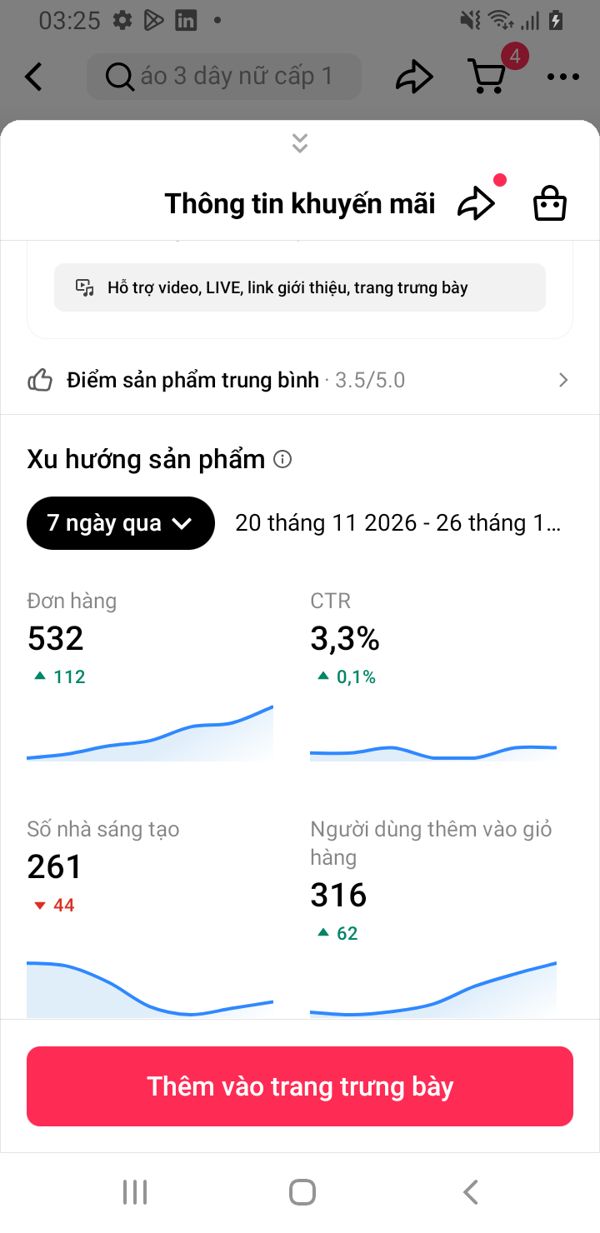 03:25
4
áo 3 dây nữ cấp 1
Thông tin khuyến mãi
Hỗ trợ video, LIVE, link giới thiệu, trang trưng bày
Điểm sản phẩm trung bình · 3.5/5.0
Xu hướng sản phẩm
7 ngày qua
20 tháng 11 2026 - 26 tháng 1…
Đơn hàng
532
112
CTR
3,3%
0,1%
Số nhà sáng tạo
261
44
Người dùng thêm vào giỏ
hàng
316
62
Thêm vào trang trưng bày